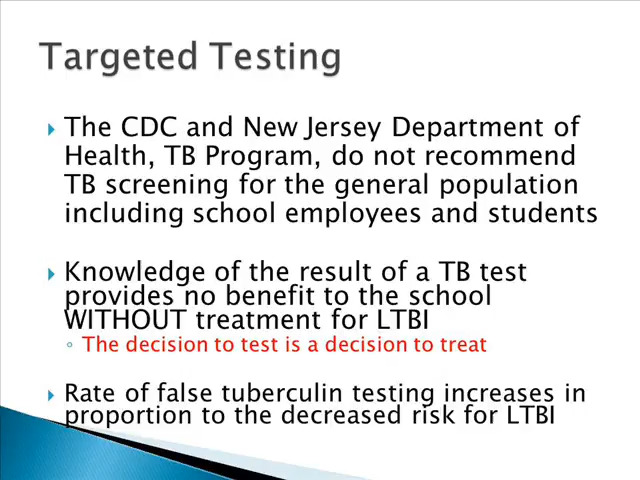 Targeted Testing
The CDC and New Jersey Department of
Health, TB Program, do not recommend
TB screening for the general population
including school employees and students
Knowledge of the result of a TB test
provides no benefit to the school
WITHOUT treatment for LTBI
The decision to test is a decision to treat
Rate of false tuberculin testing increases in
proportion to the decreased risk for LTBI